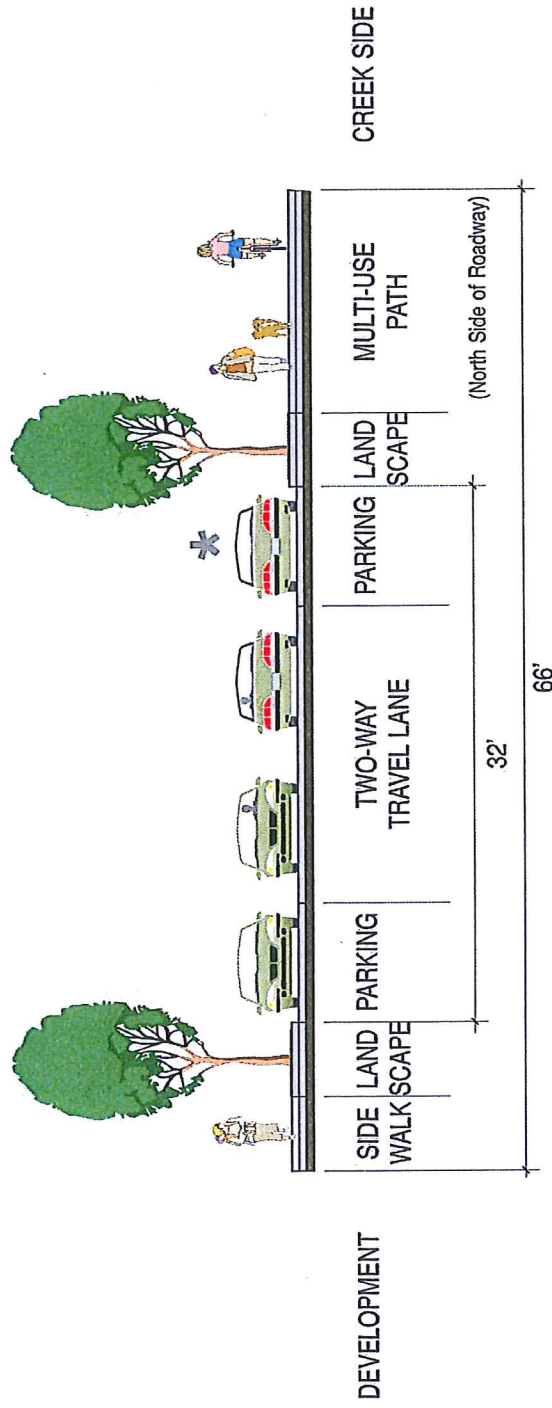 DEVELOPMENT
SIDE
WALK
LAND
SCAPE
PARKING
TWO-WAY
TRAVEL LANE
PARKING
LAND
SCAPE
MULTI-USE
PATH
CREEK SIDE
*
(North Side of Roadway)
32'
66'